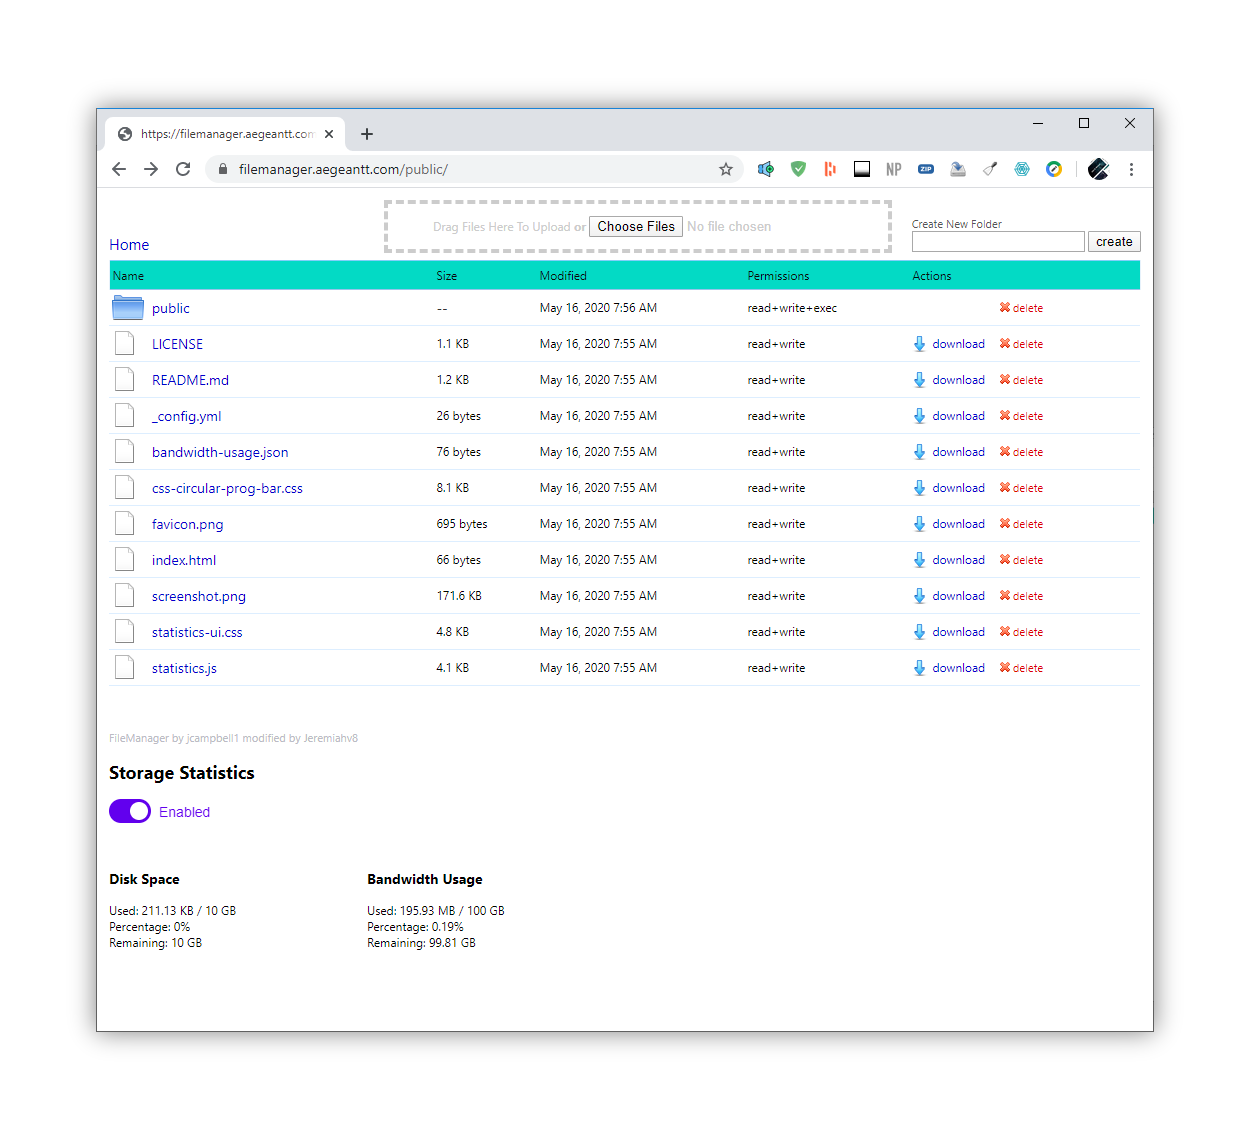 https://filemanager.aegeantt.com
filemanager.aegeantt.com/public/
NP
ZIP
Drag Files Here To Upload or Choose Files No file chosen
Create New Folder
Home
create
Name Size Modified Permissions Actions
public -- May 16, 2020 7:56 AM read+write+exec delete
LICENSE 1.1 KB May 16, 2020 7:55 AM read+write download delete
README.md 1.2 KB May 16, 2020 7:55 AM read+write download delete
_config.yml 26 bytes May 16, 2020 7:55 AM read+write download delete
bandwidth-usage.json 76 bytes May 16, 2020 7:55 AM read+write download delete
css-circular-prog-bar.css 8.1 KB May 16, 2020 7:55 AM read+write download delete
favicon.png 695 bytes May 16, 2020 7:55 AM read+write download delete
index.html 66 bytes May 16, 2020 7:55 AM read+write download delete
screenshot.png 171.6 KB May 16, 2020 7:55 AM read+write download delete
statistics-ui.css 4.8 KB May 16, 2020 7:55 AM read+write download delete
statistics.js 4.1 KB May 16, 2020 7:55 AM read+write download delete
FileManager by jcampbell1 modified by Jeremiahv8
Storage Statistics
Enabled
Disk Space Bandwidth Usage
Used: 211.13 KB / 10 GB Used: 195.93 MB / 100 GB
Percentage: 0% Percentage: 0.19%
Remaining: 10 GB Remaining: 99.81 GB